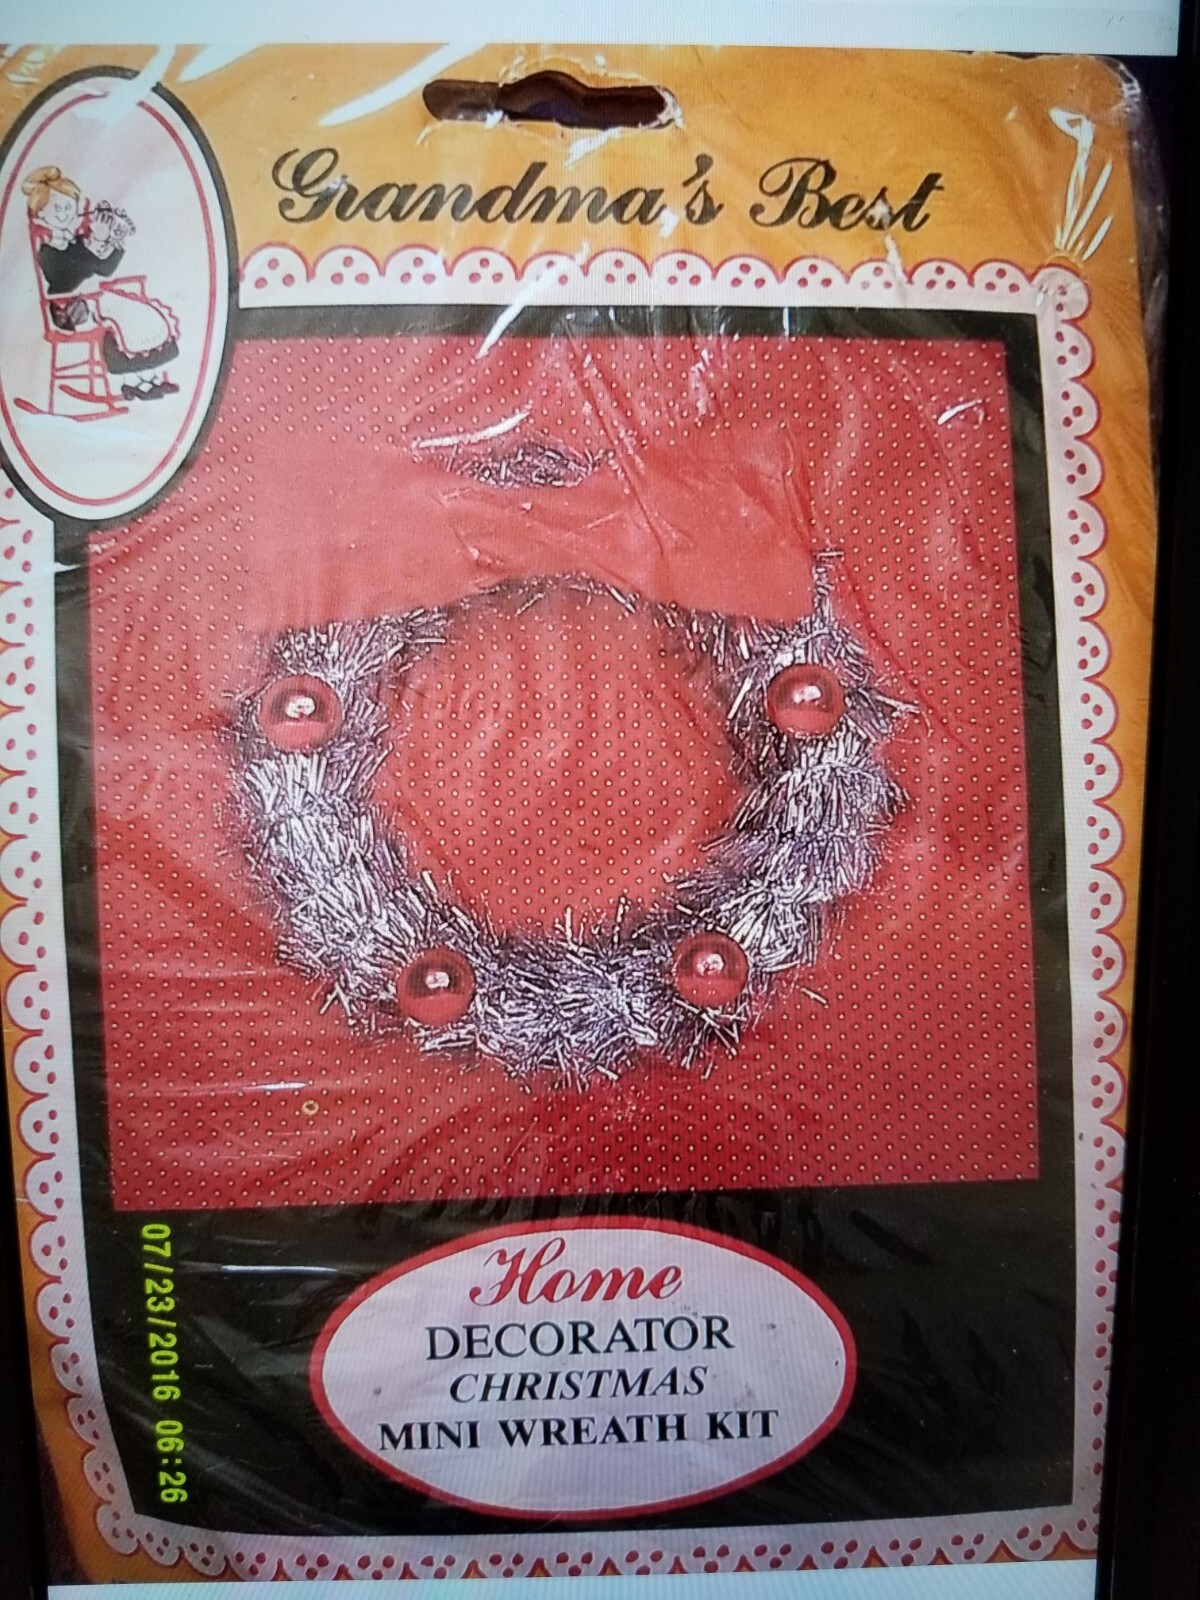 Grandma's Best
Home
DECORATOR
CHRISTMAS
MINI WREATH KIT
07/23/2016 06:26